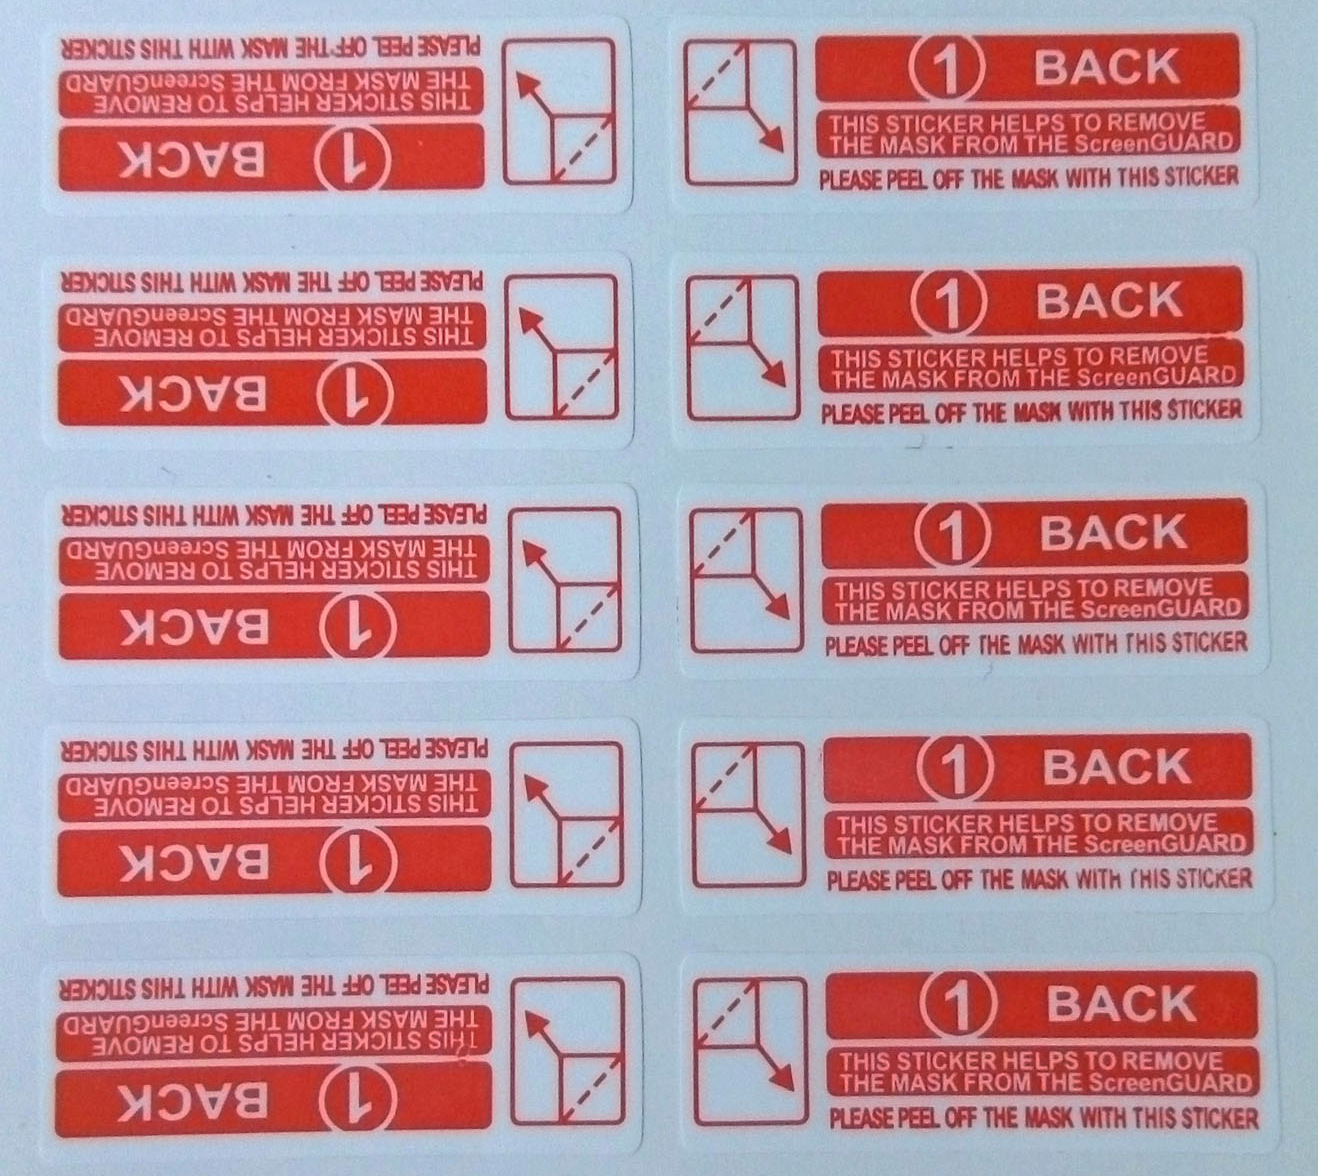 PLEASE PEEL OFF THE MASK WITH THIS STICKER
THE MASK FROM THE ScreenGUARD
THIS STICKER HELPS TO REMOVE
1 BACK
1 BACK
THIS STICKER HELPS TO REMOVE
THE MASK FROM THE ScreenGUARD
PLEASE PEEL OFF THE MASK WITH THIS STICKER
PLEASE PEEL OFF THE MASK WITH THIS STICKER
THE MASK FROM THE ScreenGUARD
THIS STICKER HELPS TO REMOVE
1 BACK
1 BACK
THIS STICKER HELPS TO REMOVE
THE MASK FROM THE ScreenGUARD
PLEASE PEEL OFF THE MASK WITH THIS STICKER
PLEASE PEEL OFF THE MASK WITH THIS STICKER
THE MASK FROM THE ScreenGUARD
THIS STICKER HELPS TO REMOVE
1 BACK
1 BACK
THIS STICKER HELPS TO REMOVE
THE MASK FROM THE ScreenGUARD
PLEASE PEEL OFF THE MASK WITH THIS STICKER
PLEASE PEEL OFF THE MASK WITH THIS STICKER
THE MASK FROM THE ScreenGUARD
THIS STICKER HELPS TO REMOVE
1 BACK
1 BACK
THIS STICKER HELPS TO REMOVE
THE MASK FROM THE ScreenGUARD
PLEASE PEEL OFF THE MASK WITH THIS STICKER
PLEASE PEEL OFF THE MASK WITH THIS STICKER
THE MASK FROM THE ScreenGUARD
THIS STICKER HELPS TO REMOVE
1 BACK
1 BACK
THIS STICKER HELPS TO REMOVE
THE MASK FROM THE ScreenGUARD
PLEASE PEEL OFF THE MASK WITH THIS STICKER